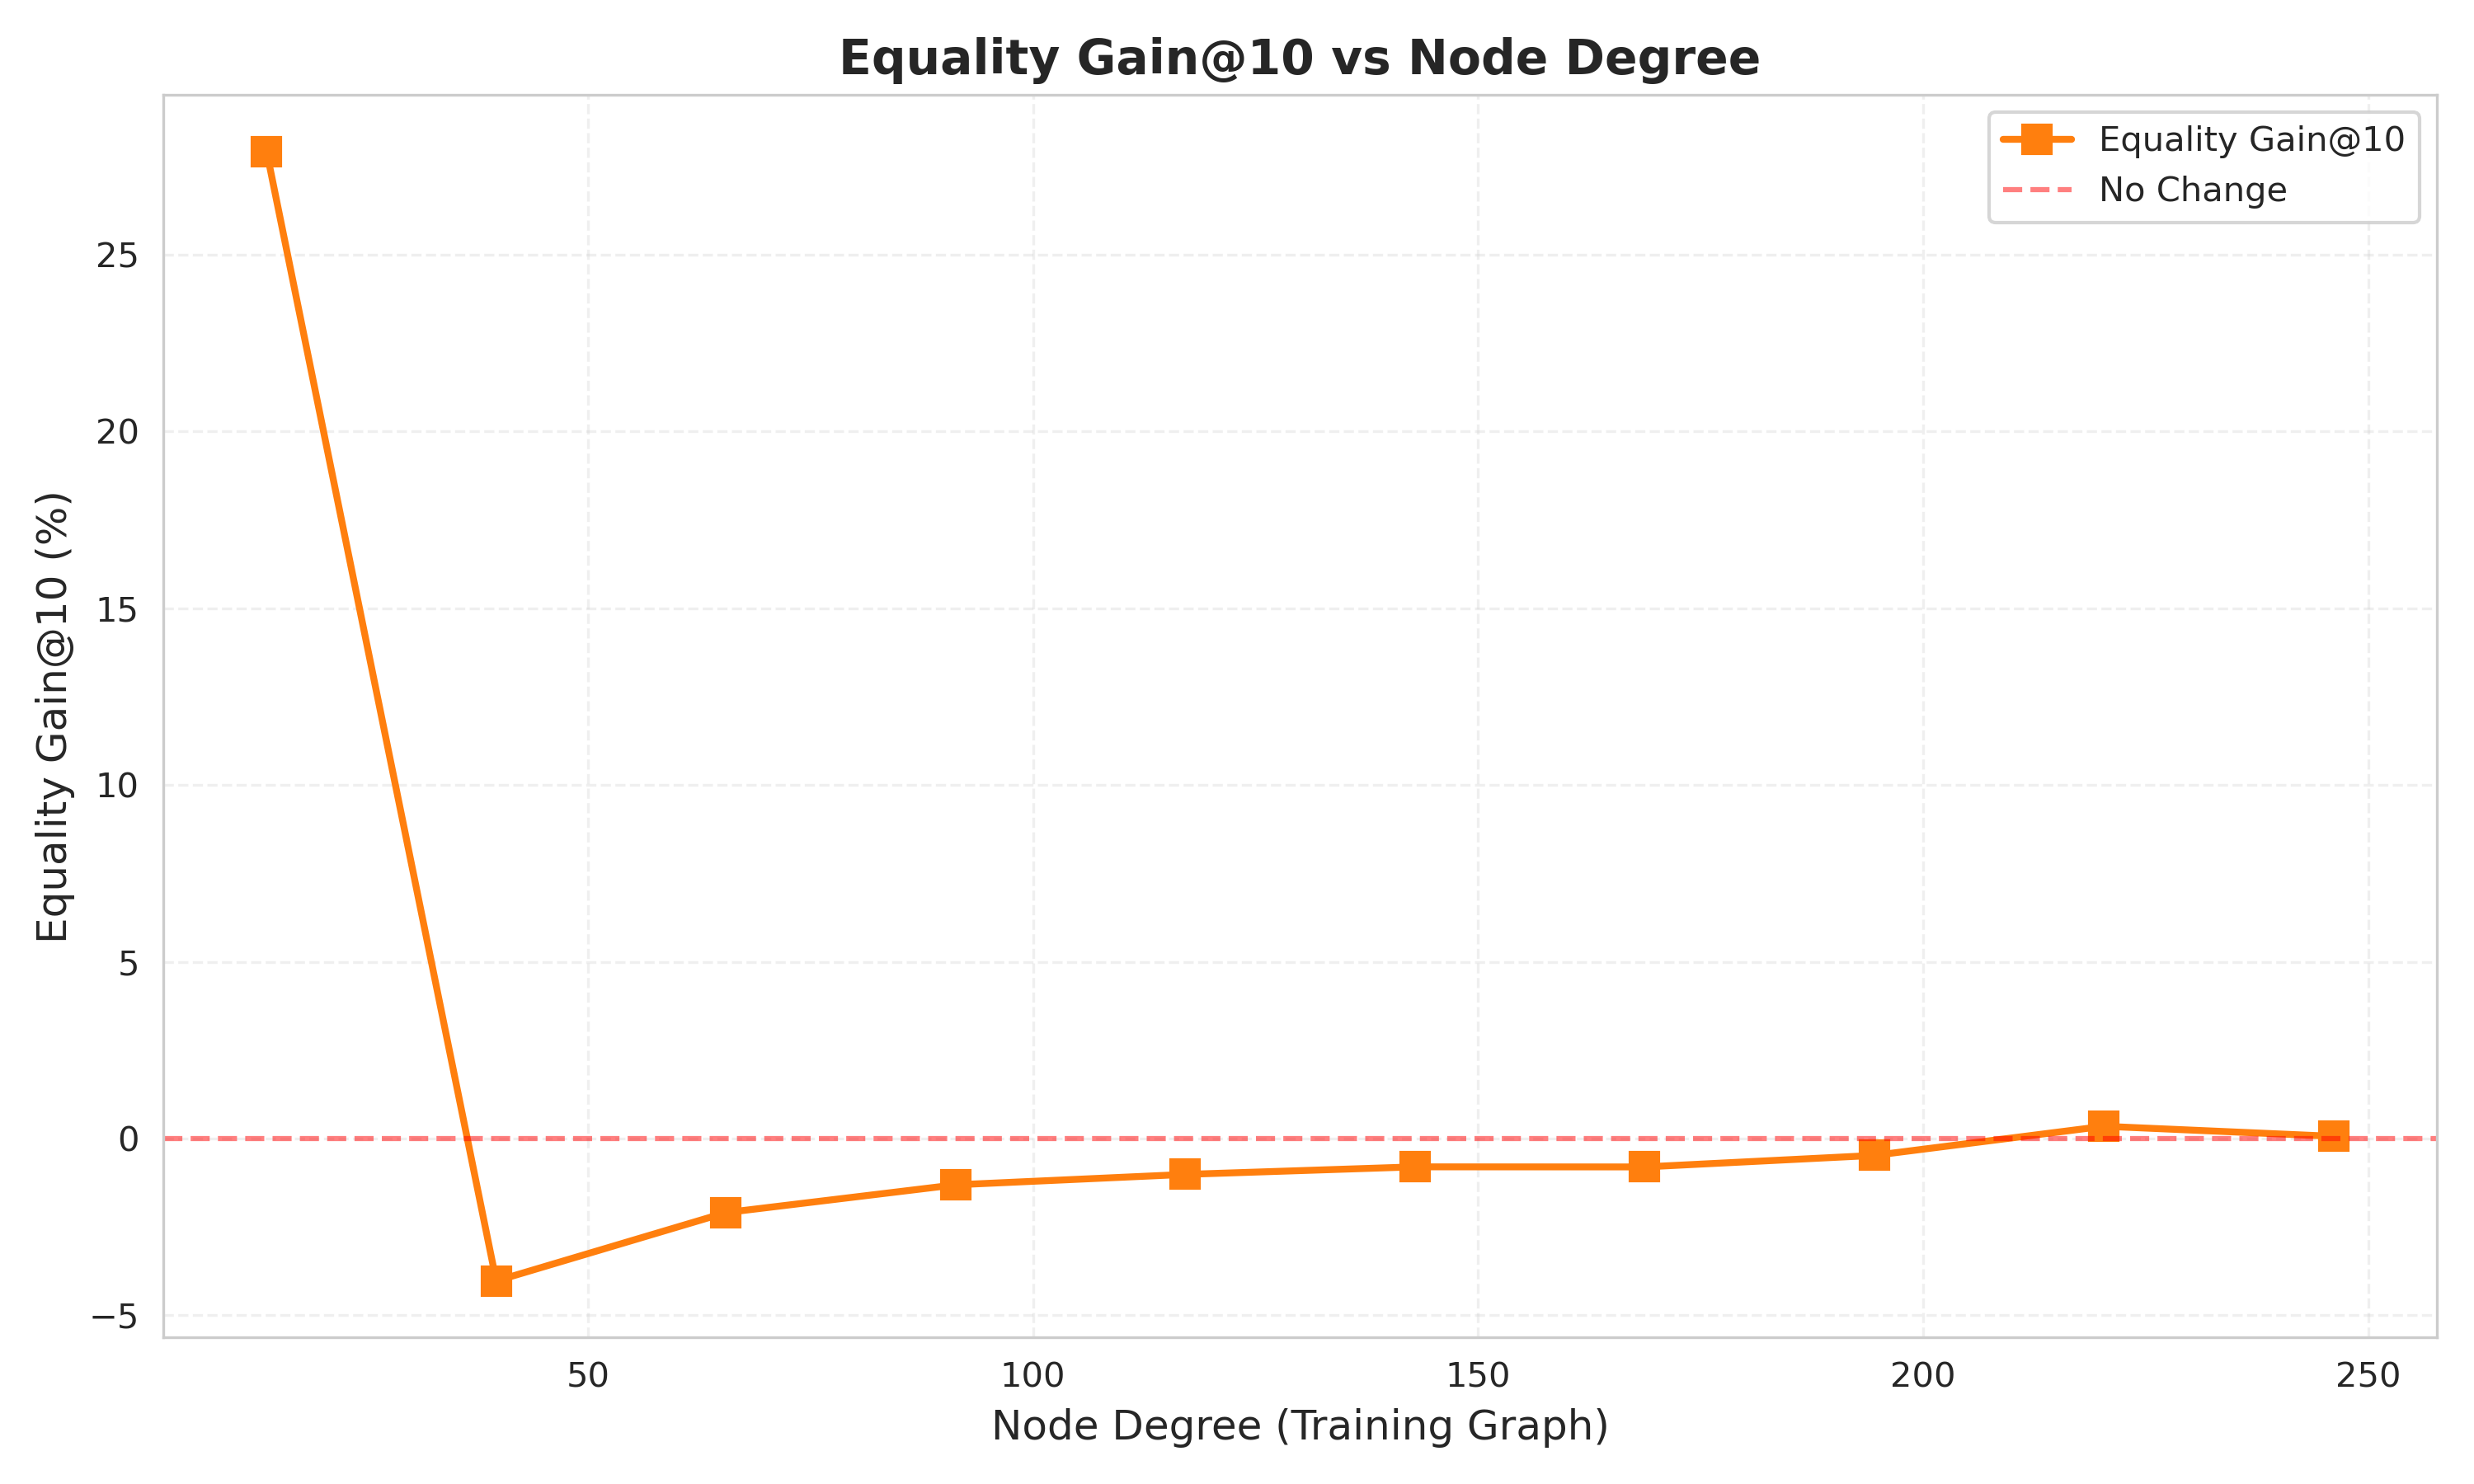 Equality Gain@10 vs Node Degree
Equality Gain@10
No Change
Equality Gain@10 (%)
25
20
15
10
5
0
−5
50
100
150
200
250
Node Degree (Training Graph)